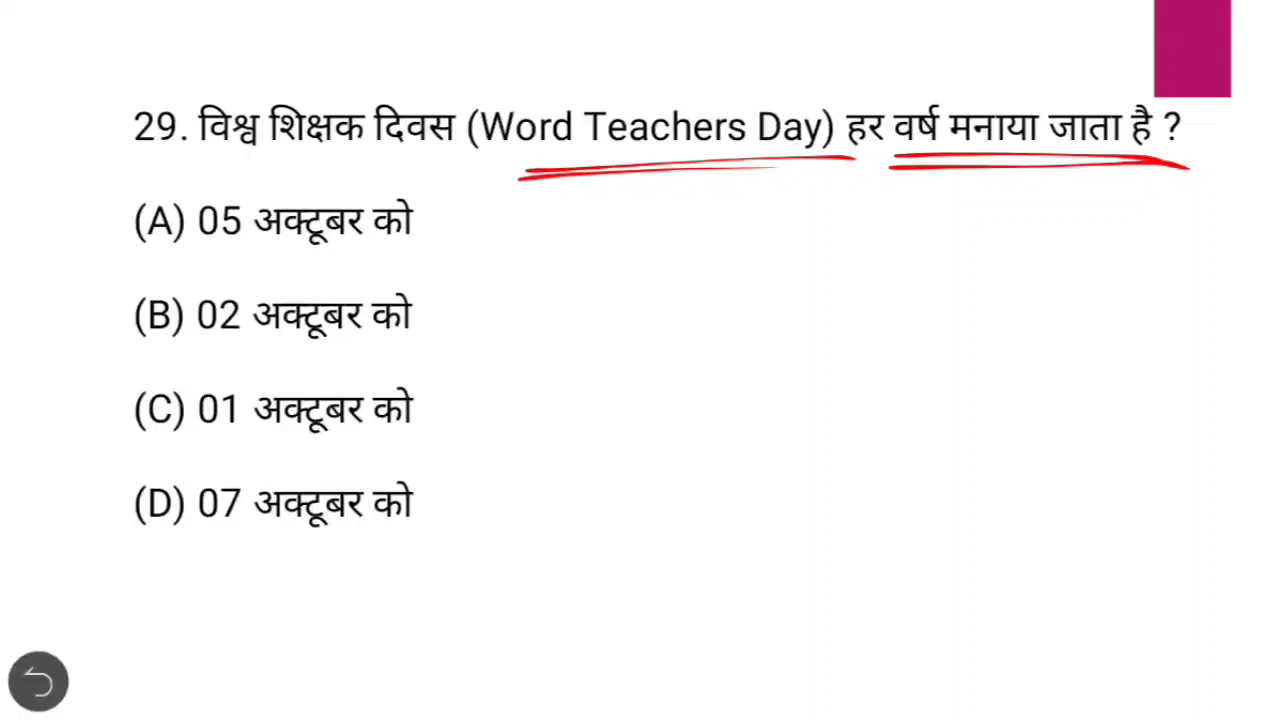 29. विश्व शिक्षक दिवस (Word Teachers Day) हर वर्ष मनाया जाता है ?
(A) 05 अक्टूबर को
(B) 02 अक्टूबर को
(C) 01 अक्टूबर को
(D) 07 अक्टूबर को